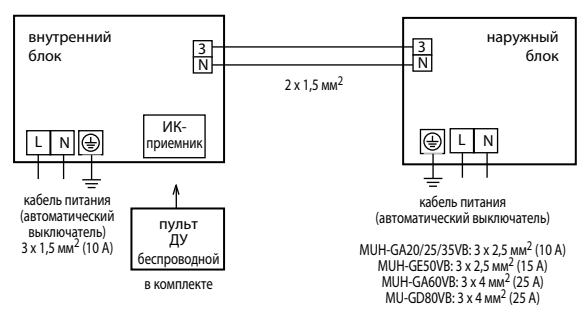 внутренний
блок
3
N
L N
ИК-
приемник
2 x 1,5 мм²
наружный
блок
3
N
L N
кабель питания
(автоматический
выключатель)
3 x 1,5 мм² (10 А)
пульт
ДУ
беспроводной
в комплекте
кабель питания
(автоматический выключатель)
MUH-GA20/25/35VB: 3 x 2,5 мм² (10 А)
MUH-GE50VB: 3 x 2,5 мм² (15 А)
MUH-GA60VB: 3 x 4 мм² (25 А)
MU-GD80VB: 3 x 4 мм² (25 А)